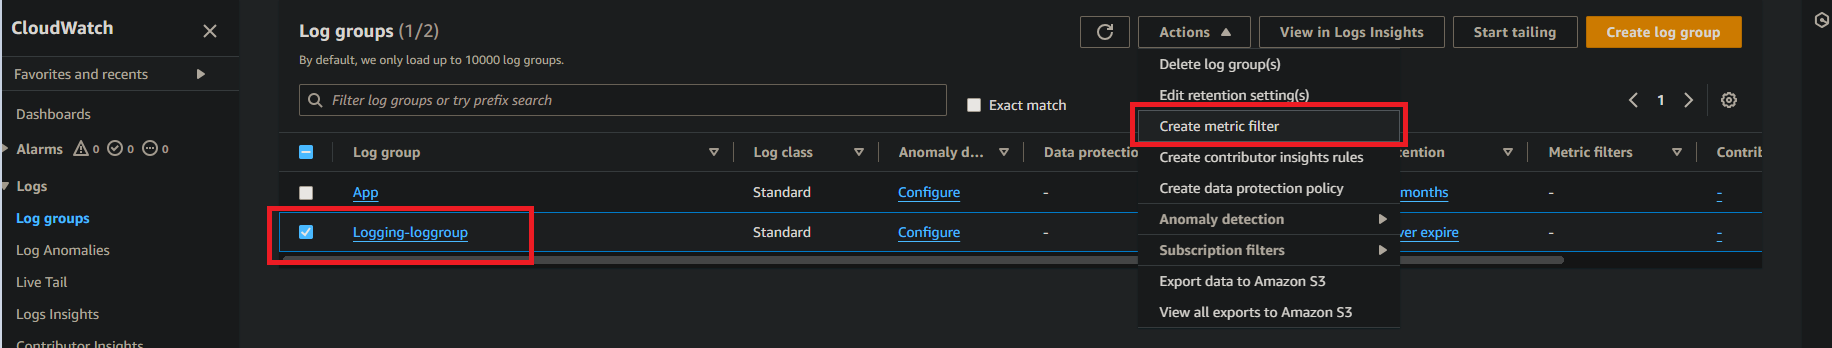 CloudWatch
Favorites and recents
Dashboards
Alarms 0 0 0
Logs
Log groups
Log Anomalies
Live Tail
Logs Insights
Contributor Insights
Log groups (1/2)
By default, we only load up to 10000 log groups.
Actions
View in Logs Insights
Start tailing
Create log group
Filter log groups or try prefix search
Exact match
1
Delete log group(s)
Edit retention setting(s)
Create metric filter
Create contributor insights rules
Create data protection policy
Anomaly detection
Subscription filters
Export data to Amazon S3
View all exports to Amazon S3
Log group Log class Anomaly d... Data protectio tention Metric filters Contrib
App Standard Configure - months - -
Logging-loggroup Standard Configure - ver expire - -